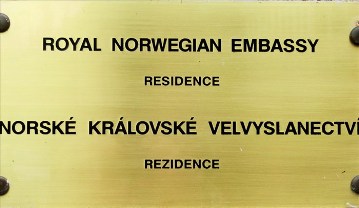 ROYAL NORWEGIAN EMBASSY
RESIDENCE
NORSKÉ KRÁLOVSKÉ VELVYSLANECTVÍ
REZIDENCE